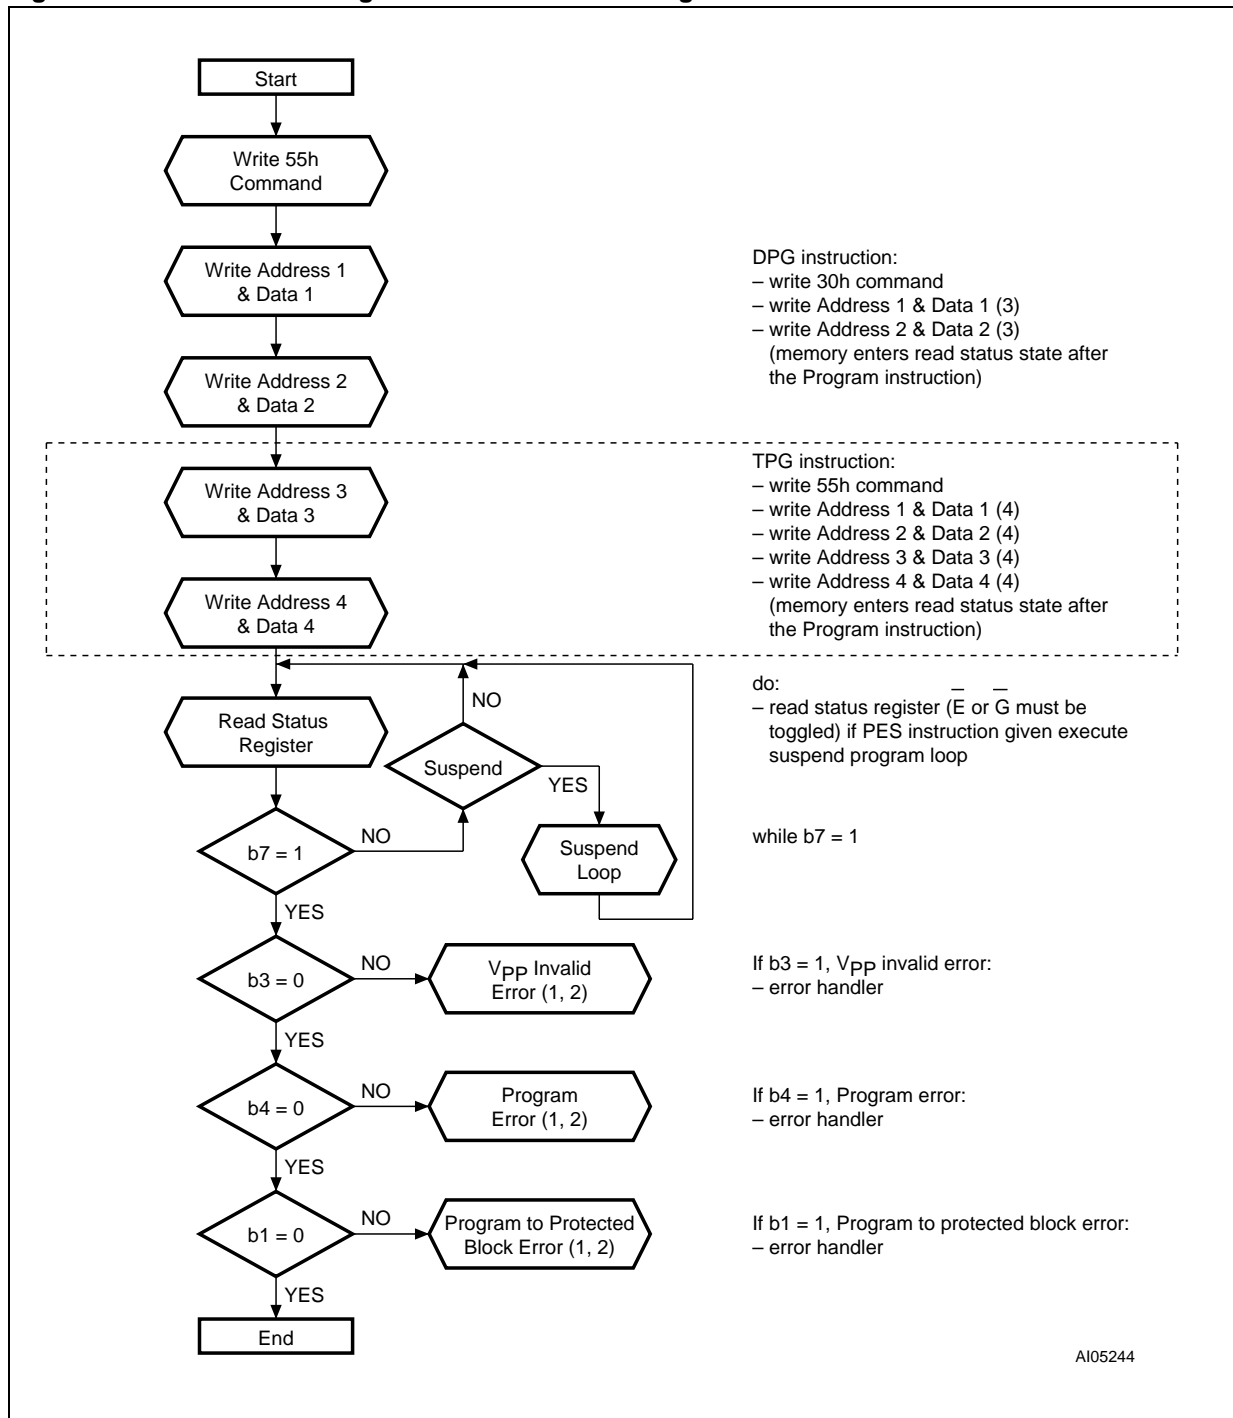 Start
Write 55h
Command
Write Address 1
& Data 1
DPG instruction:
– write 30h command
– write Address 1 & Data 1 (3)
– write Address 2 & Data 2 (3)
(memory enters read status state after
the Program instruction)
Write Address 2
& Data 2
Write Address 3
& Data 3
TPG instruction:
– write 55h command
– write Address 1 & Data 1 (4)
– write Address 2 & Data 2 (4)
– write Address 3 & Data 3 (4)
– write Address 4 & Data 4 (4)
(memory enters read status state after
the Program instruction)
Write Address 4
& Data 4
Read Status
Register
NO
Suspend
YES
do:
– read status register (E̅ or G̅ must be
toggled) if PES instruction given execute
suspend program loop
b7 = 1
NO
Suspend
Loop
while b7 = 1
YES
b3 = 0
NO
VPP Invalid
Error (1, 2)
If b3 = 1, VPP invalid error:
– error handler
YES
b4 = 0
NO
Program
Error (1, 2)
If b4 = 1, Program error:
– error handler
YES
b1 = 0
NO
Program to Protected
Block Error (1, 2)
If b1 = 1, Program to protected block error:
– error handler
YES
End
AI05244